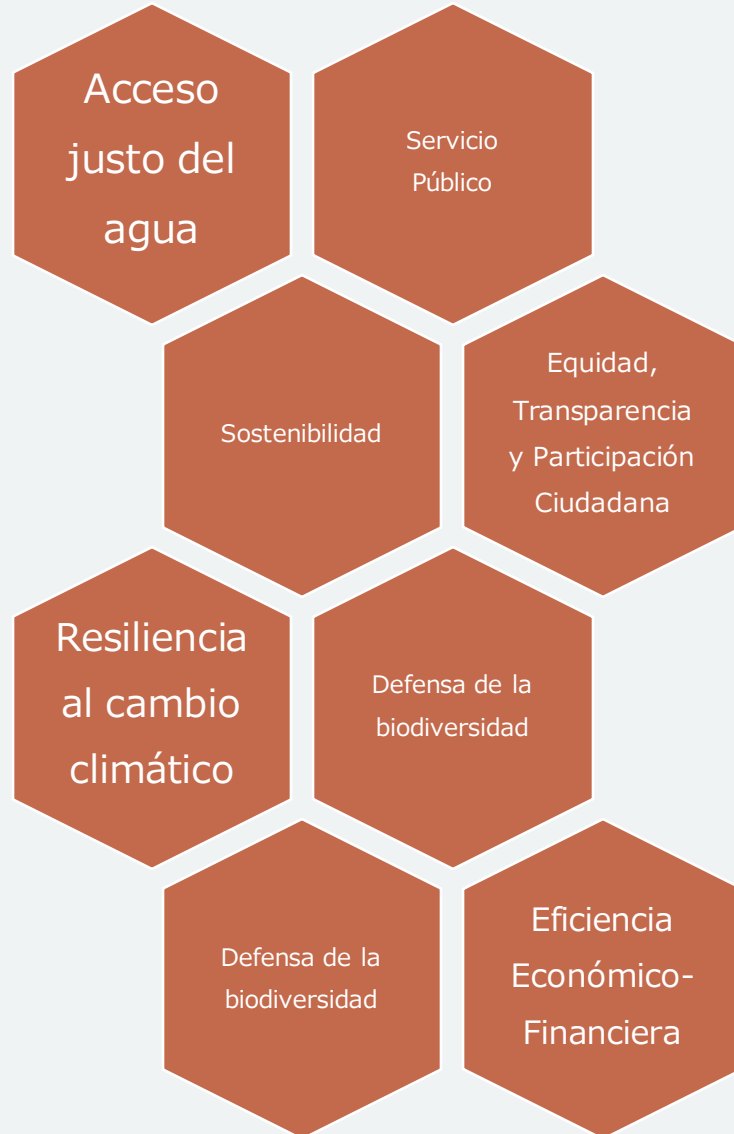 Acceso
justo del
agua
Servicio
Público
Sostenibilidad
Equidad,
Transparencia
y Participación
Ciudadana
Resiliencia
al cambio
climático
Defensa de la
biodiversidad
Defensa de la
biodiversidad
Eficiencia
Económico-
Financiera